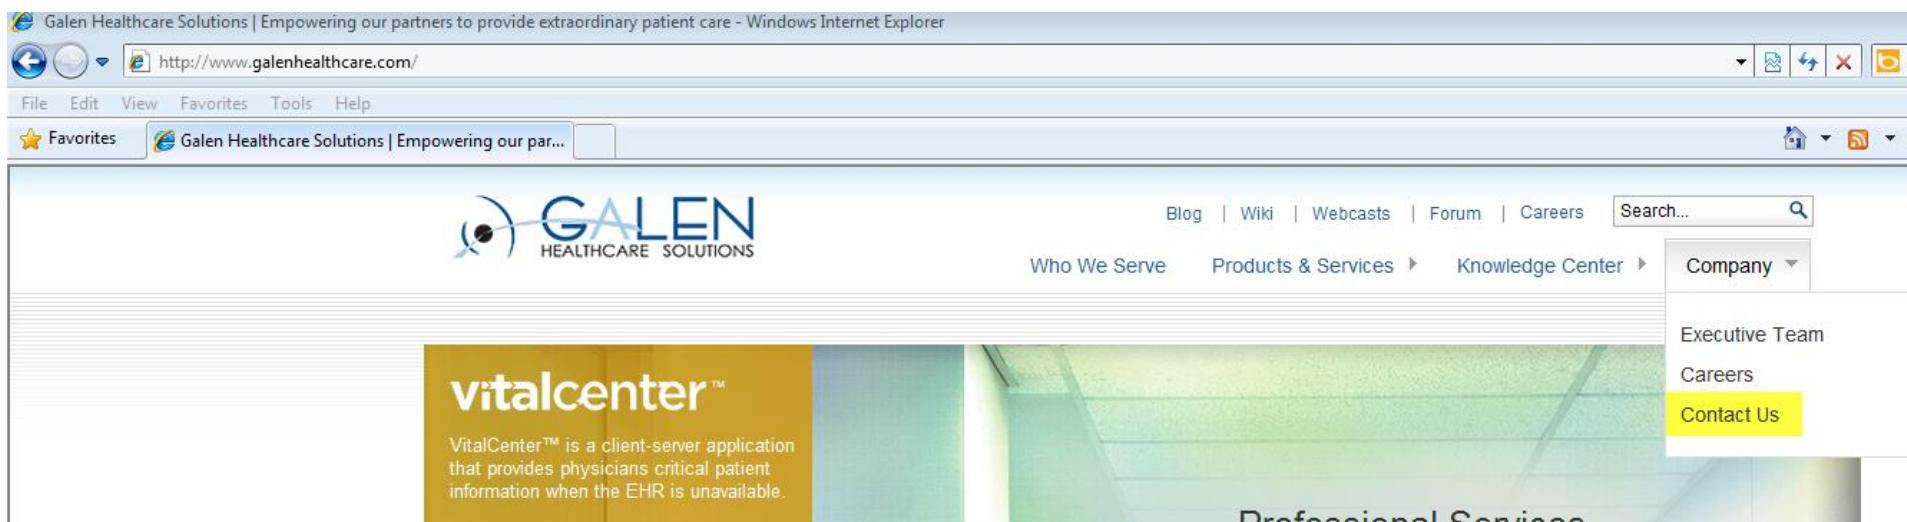 Galen Healthcare Solutions | Empowering our partners to provide extraordinary patient care - Windows Internet Explorer
http://www.galenhealthcare.com/
File Edit View Favorites Tools Help
Favorites Galen Healthcare Solutions | Empowering our par...
GALEN
HEALTHCARE SOLUTIONS
Blog | Wiki | Webcasts | Forum | Careers Search...
Who We Serve Products & Services Knowledge Center Company
Executive Team
Careers
Contact Us
vitalcenter™
VitalCenter™ is a client-server application
that provides physicians critical patient
information when the EHR is unavailable.
Professional Services